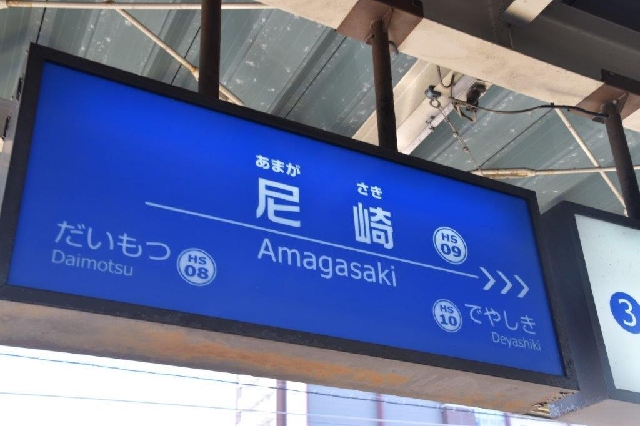 あまが さき
尼崎
Amagasaki
HS
09
だいもつ
Daimotsu
HS
08
HS
10
でやしき
Deyashiki
3